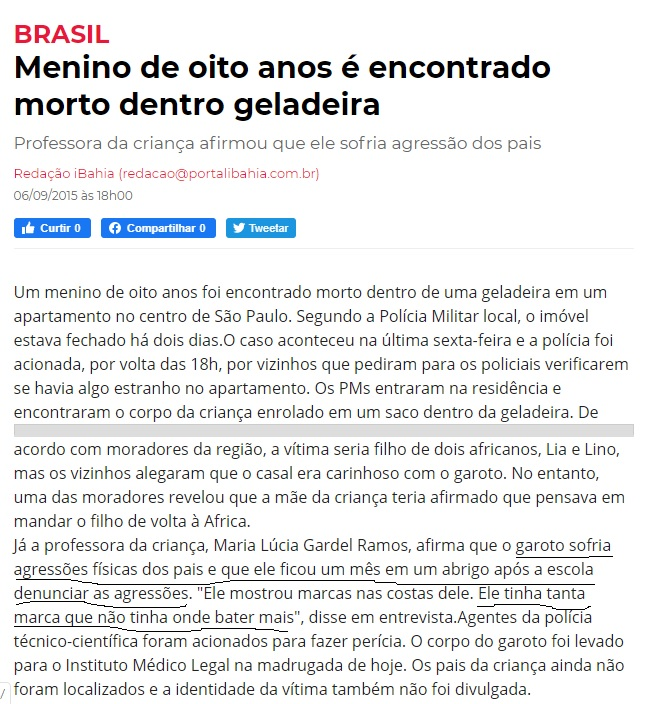 BRASIL
Menino de oito anos é encontrado
morto dentro geladeira
Professora da criança afirmou que ele sofria agressão dos pais
Redação iBahia (redacao@portalibahia.com.br)
06/09/2015 às 18h00
Curtir 0 Compartilhar 0 Tweetar
Um menino de oito anos foi encontrado morto dentro de uma geladeira em um
apartamento no centro de São Paulo. Segundo a Polícia Militar local, o imóvel
estava fechado há dois dias.O caso aconteceu na última sexta-feira e a polícia foi
acionada, por volta das 18h, por vizinhos que pediram para os policiais verificarem
se havia algo estranho no apartamento. Os PMs entraram na residência e
encontraram o corpo da criança enrolado em um saco dentro da geladeira. De
acordo com moradores da região, a vítima seria filho de dois africanos, Lia e Lino,
mas os vizinhos alegaram que o casal era carinhoso com o garoto. No entanto,
uma das moradores revelou que a mãe da criança teria afirmado que pensava em
mandar o filho de volta à Africa.
Já a professora da criança, Maria Lúcia Gardel Ramos, afirma que o garoto sofria
agressões físicas dos pais e que ele ficou um mês em um abrigo após a escola
denunciar as agressões. "Ele mostrou marcas nas costas dele. Ele tinha tanta
marca que não tinha onde bater mais", disse em entrevista.Agentes da polícia
técnico-científica foram acionados para fazer perícia. O corpo do garoto foi levado
para o Instituto Médico Legal na madrugada de hoje. Os pais da criança ainda não
foram localizados e a identidade da vítima também não foi divulgada.
/